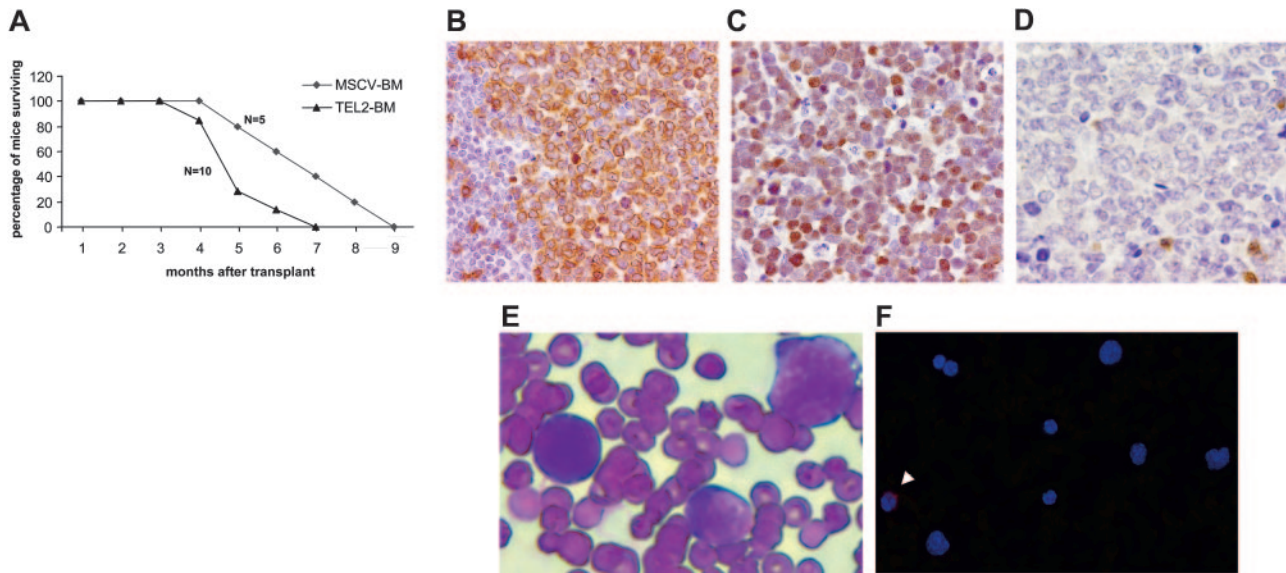 A
120
100
80
60
40
20
0
percentage of mice surviving
MSCV-BM
TEL2-BM
N=5
N=10
1 2 3 4 5 6 7 8 9
months after transplant
B
C
D
E
F